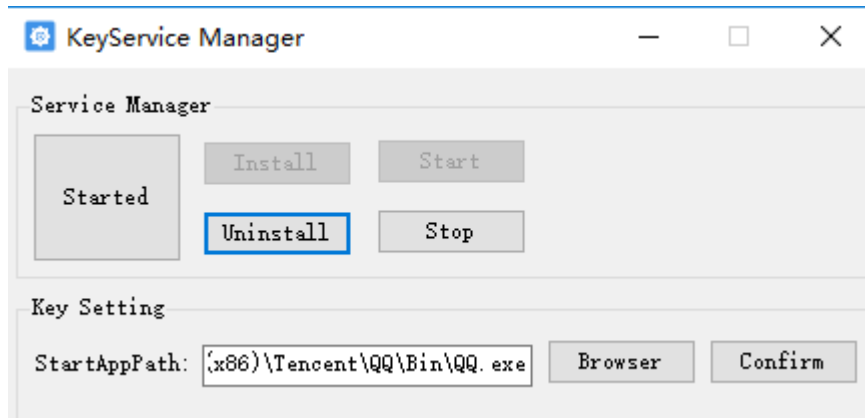 KeyService Manager
Service Manager
Started
Install
Start
Uninstall
Stop
Key Setting
StartAppPath: (x86)\Tencent\QQ\Bin\QQ.exe Browser Confirm